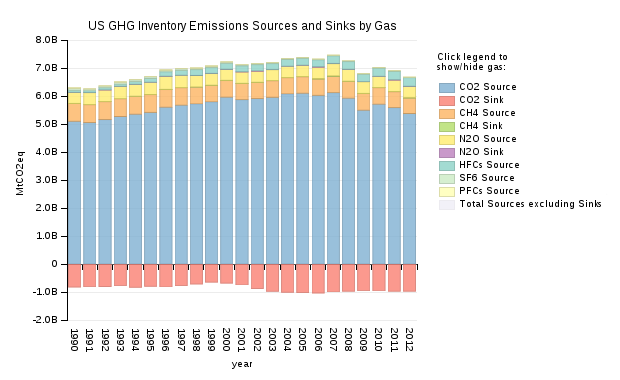 US GHG Inventory Emissions Sources and Sinks by Gas
8.0B
7.0B
6.0B
5.0B
4.0B
3.0B
2.0B
1.0B
0
-1.0B
-2.0B
MtCO2eq
1990
1991
1992
1993
1994
1995
1996
1997
1998
1999
2000
2001
2002
2003
2004
2005
2006
2007
2008
2009
2010
2011
2012
year
Click legend to
show/hide gas:
CO2 Source
CO2 Sink
CH4 Source
CH4 Sink
N2O Source
N2O Sink
HFCs Source
SF6 Source
PFCs Source
Total Sources excluding Sinks